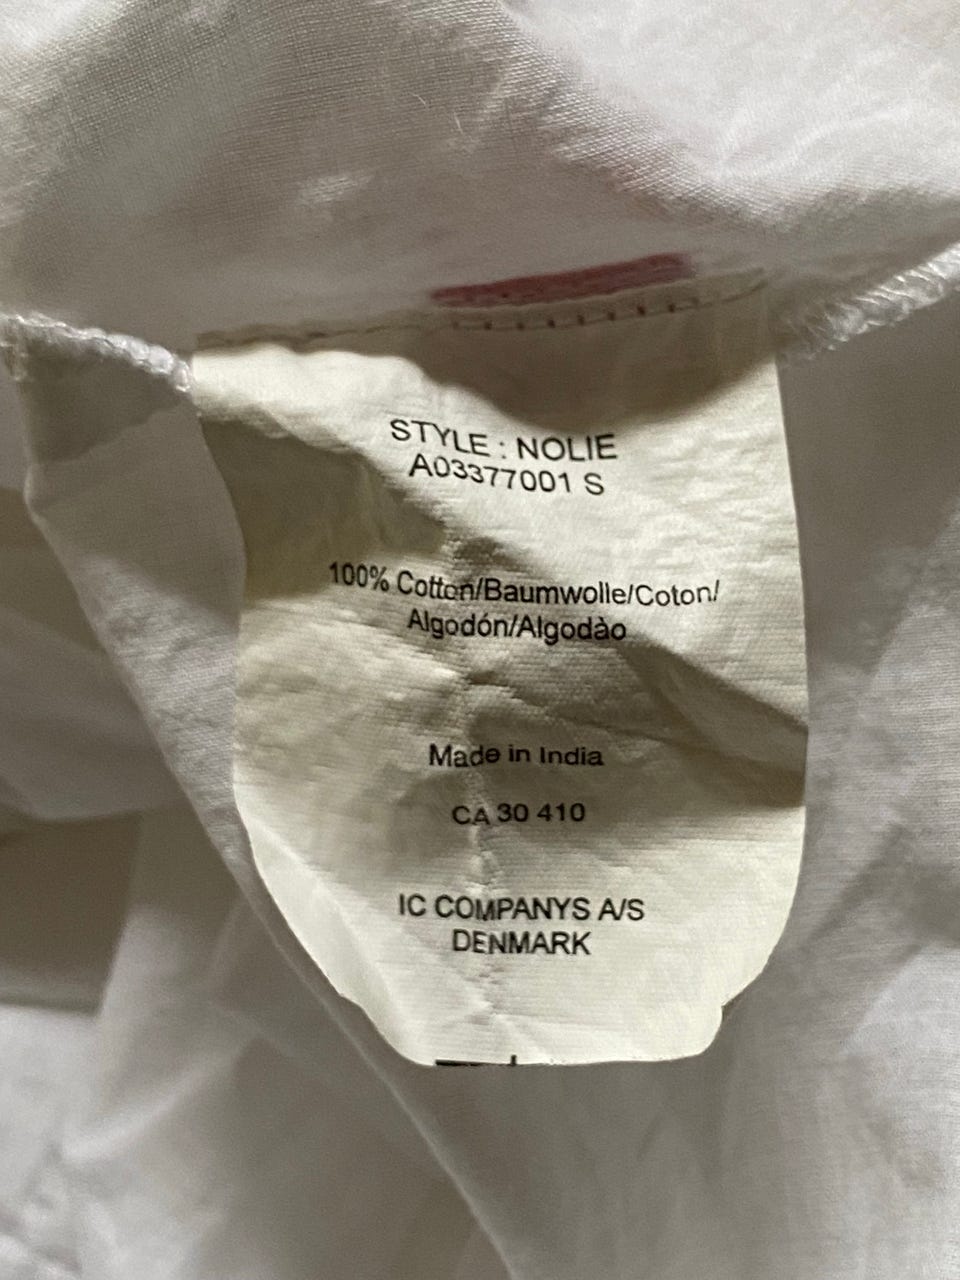 STYLE : NOLIE
A03377001 S
100% Cotton/Baumwolle/Coton/
Algodón/Algodào
Made in India
CA 30 410
IC COMPANYS A/S
DENMARK